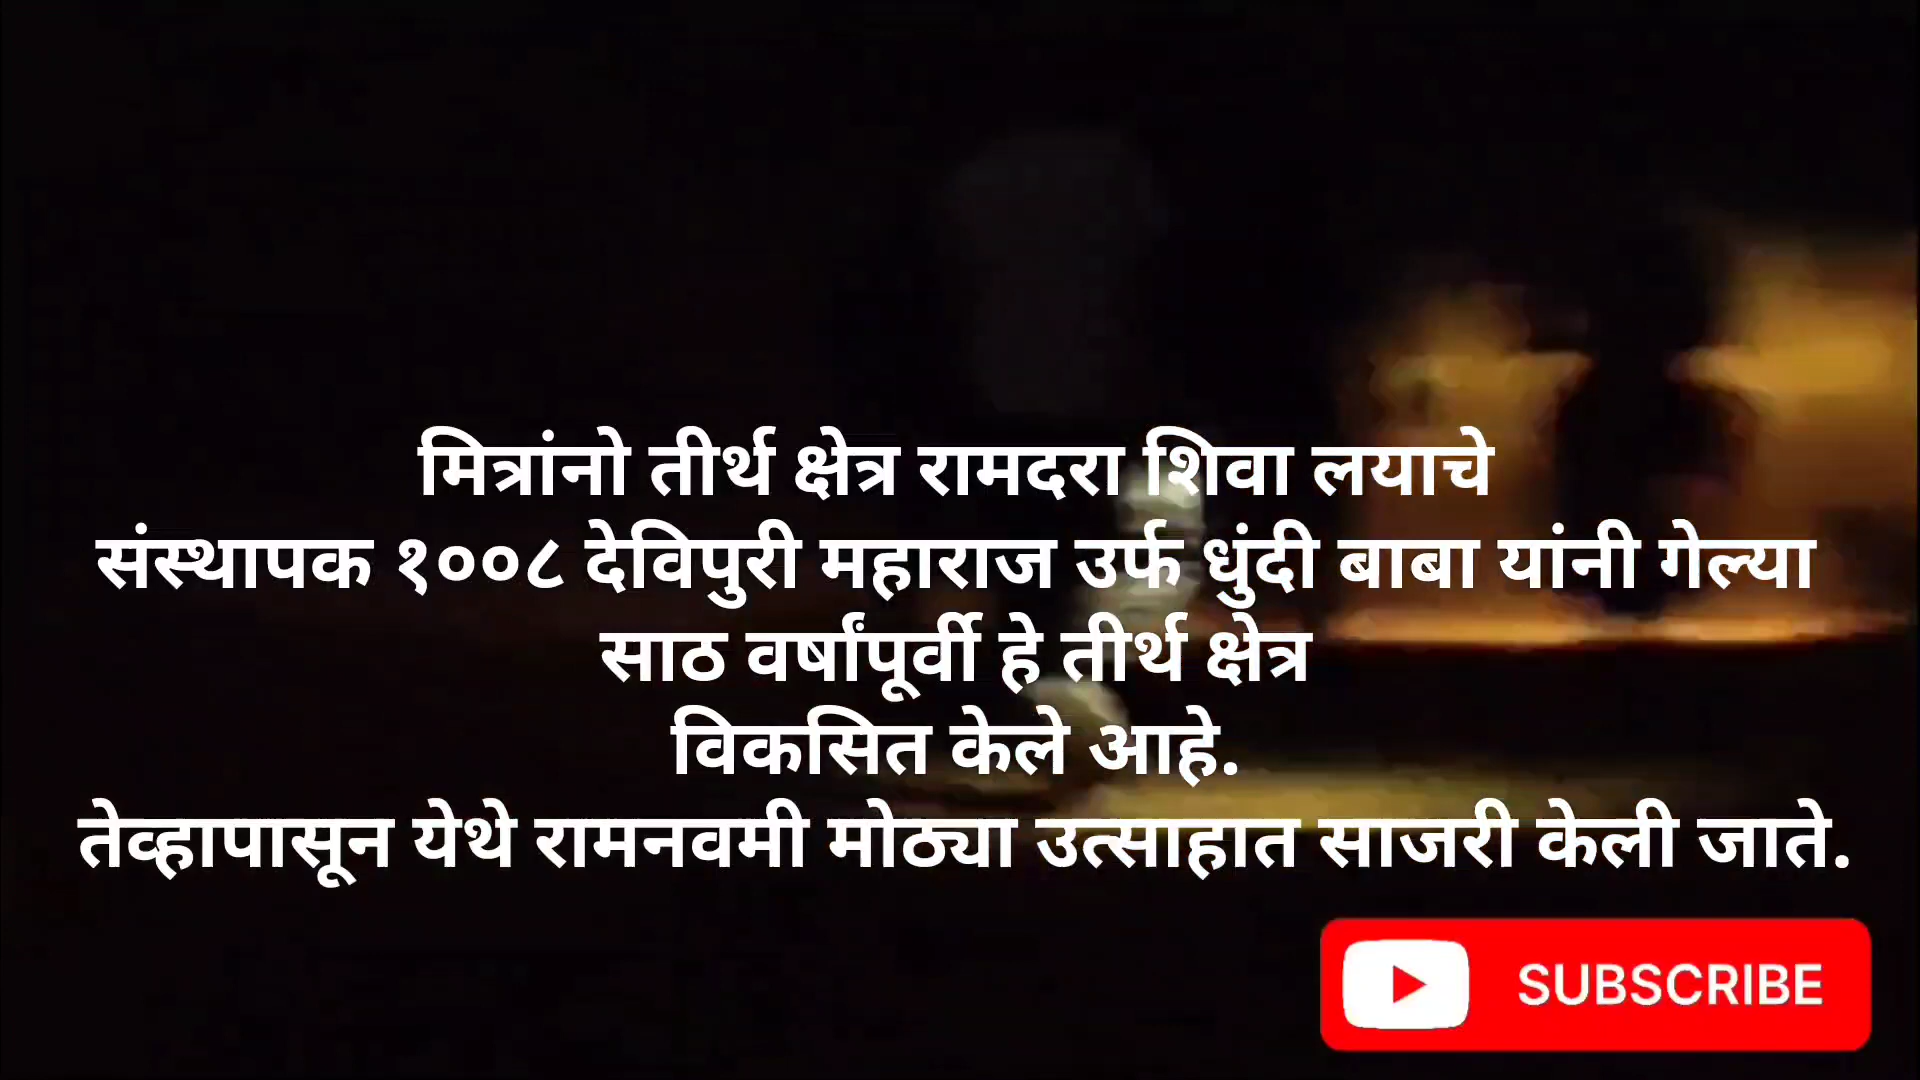 मित्रांनो तीर्थ क्षेत्र रामदरा शिवा लयाचे
संस्थापक १००८ देविपुरी महाराज उर्फ धुंदी बाबा यांनी गेल्या
साठ वर्षांपूर्वी हे तीर्थ क्षेत्र
विकसित केले आहे.
तेव्हापासून येथे रामनवमी मोठ्या उत्साहात साजरी केली जाते.
SUBSCRIBE